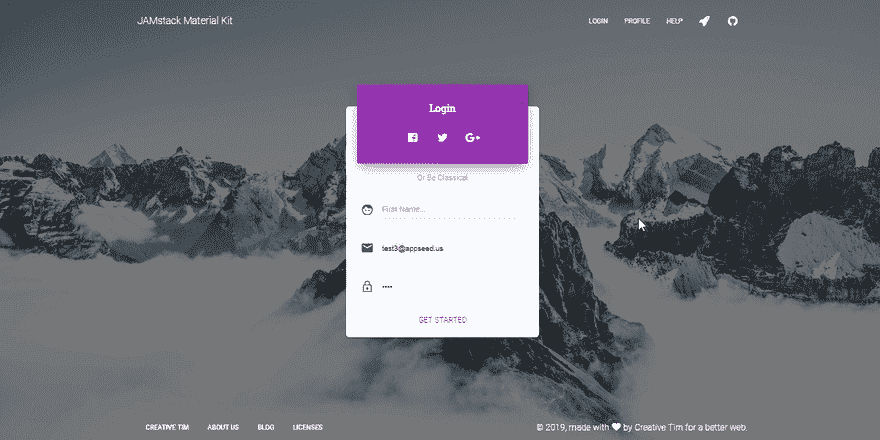 JAMstack Material Kit LOGIN PROFILE HELP
Login
G+
Or Be Classical
First Name...
test3@appseed.us
••••
GET STARTED
CREATIVE TIM ABOUT US BLOG LICENSES © 2019, made with ♥ by Creative Tim for a better web.